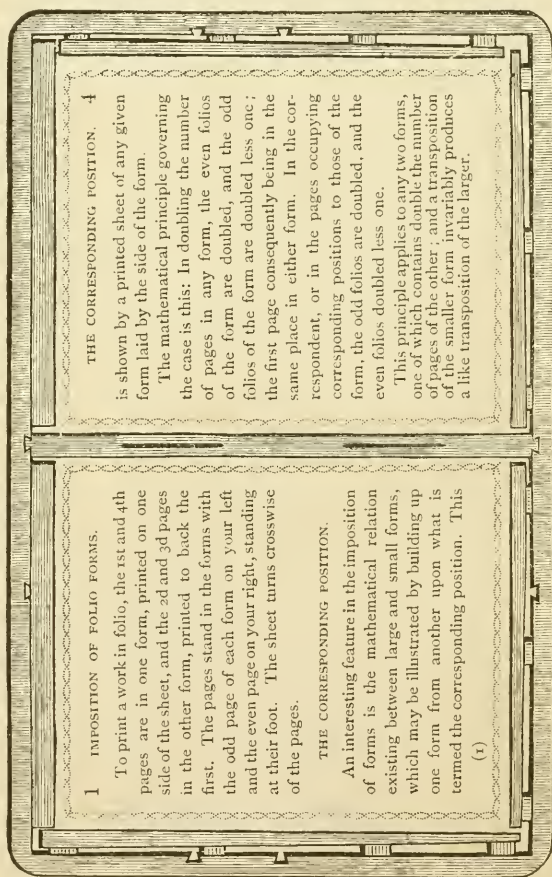 1 IMPOSITION OF FOLIO FORMS.
To print a work in folio, the 1st and 4th
pages are in one form, printed on one
side of the sheet, and the 2d and 3d pages
in the other form, printed to back the
first. The pages stand in the forms with
the odd page of each form on your left
and the even page on your right, standing
at their foot. The sheet turns crosswise
of the pages.
THE CORRESPONDING POSITION.
An interesting feature in the imposition
of forms is the mathematical relation
existing between large and small forms,
which may be illustrated by building up
one form from another upon what is
termed the corresponding position. This
(1)
THE CORRESPONDING POSITION. 4
is shown by a printed sheet of any given
form laid by the side of the form.
The mathematical principle governing
the case is this: In doubling the number
of pages in any form, the even folios
of the form are doubled, and the odd
folios of the form are doubled less one;
the first page consequently being in the
same place in either form. In the cor-
respondent, or in the pages occupying
corresponding positions to those of the
form, the odd folios are doubled, and the
even folios doubled less one.
This principle applies to any two forms,
one of which contains double the number
of pages of the other; and a transposition
of the smaller form invariably produces
a like transposition of the larger.